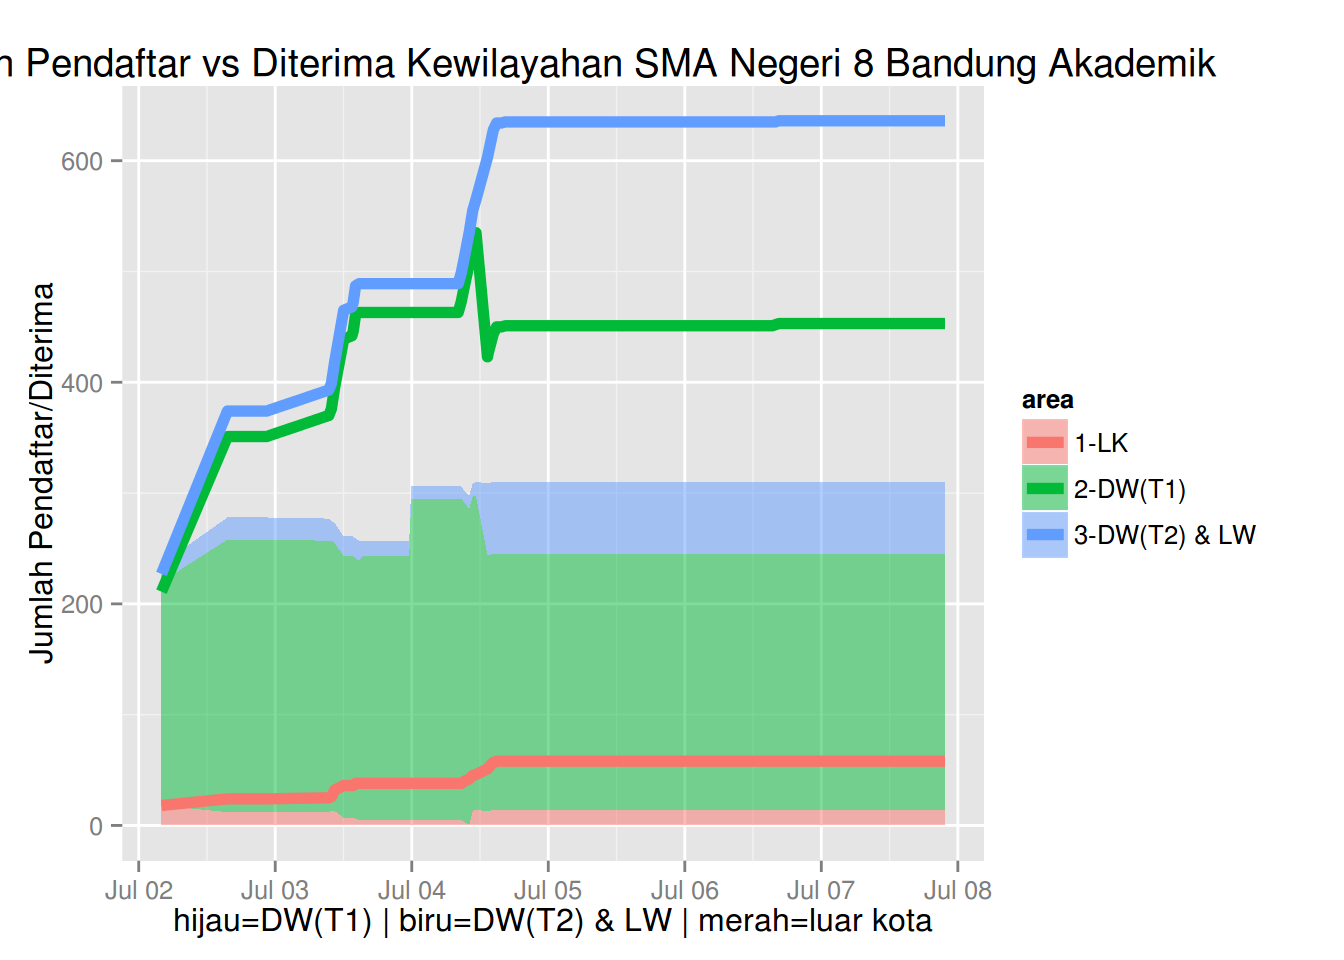 Pendaftar vs Diterima Kewilayahan SMA Negeri 8 Bandung Akademik
Jumlah Pendaftar/Diterima
600
400
200
0
Jul 02 Jul 03 Jul 04 Jul 05 Jul 06 Jul 07 Jul 08
hijau=DW(T1) | biru=DW(T2) & LW | merah=luar kota
area
1-LK
2-DW(T1)
3-DW(T2) & LW